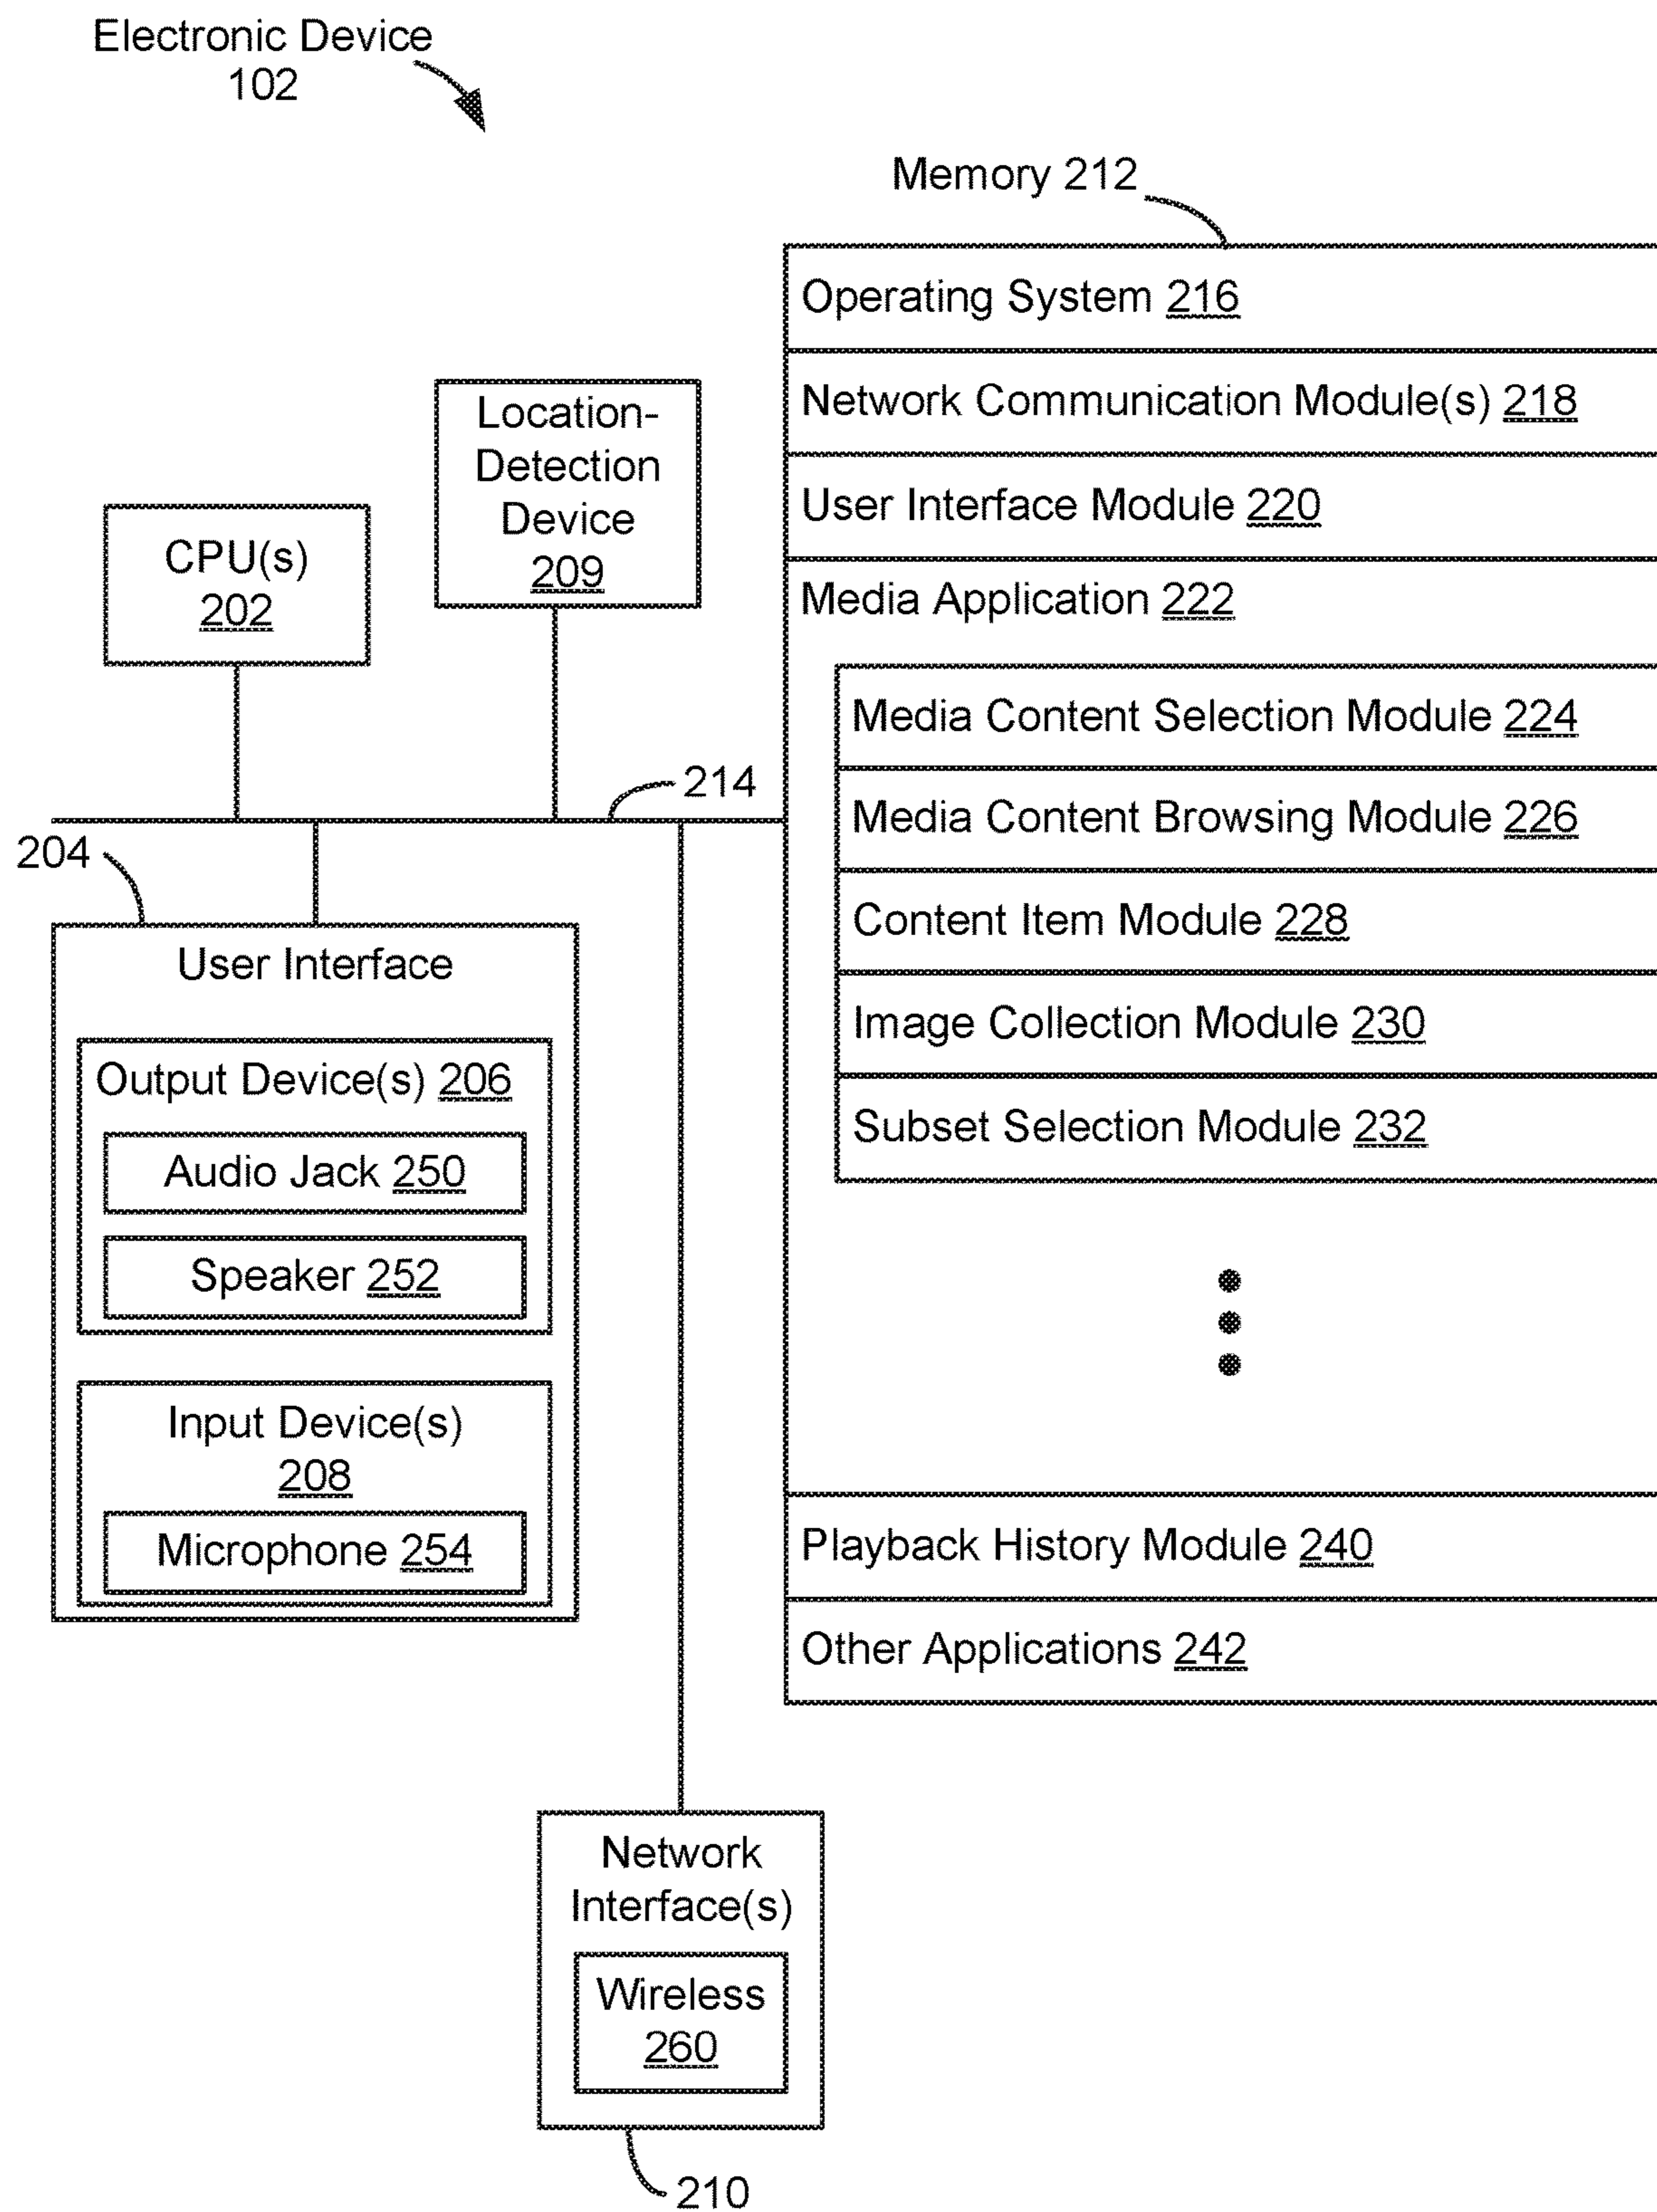 Electronic Device
102
Memory 212
Operating System 216
Network Communication Module(s) 218
User Interface Module 220
Media Application 222
Media Content Selection Module 224
Media Content Browsing Module 226
Content Item Module 228
Image Collection Module 230
Subset Selection Module 232
Playback History Module 240
Other Applications 242
Location-
Detection
Device
209
CPU(s)
202
214
204
User Interface
Output Device(s) 206
Audio Jack 250
Speaker 252
Input Device(s)
208
Microphone 254
Network
Interface(s)
Wireless
260
210